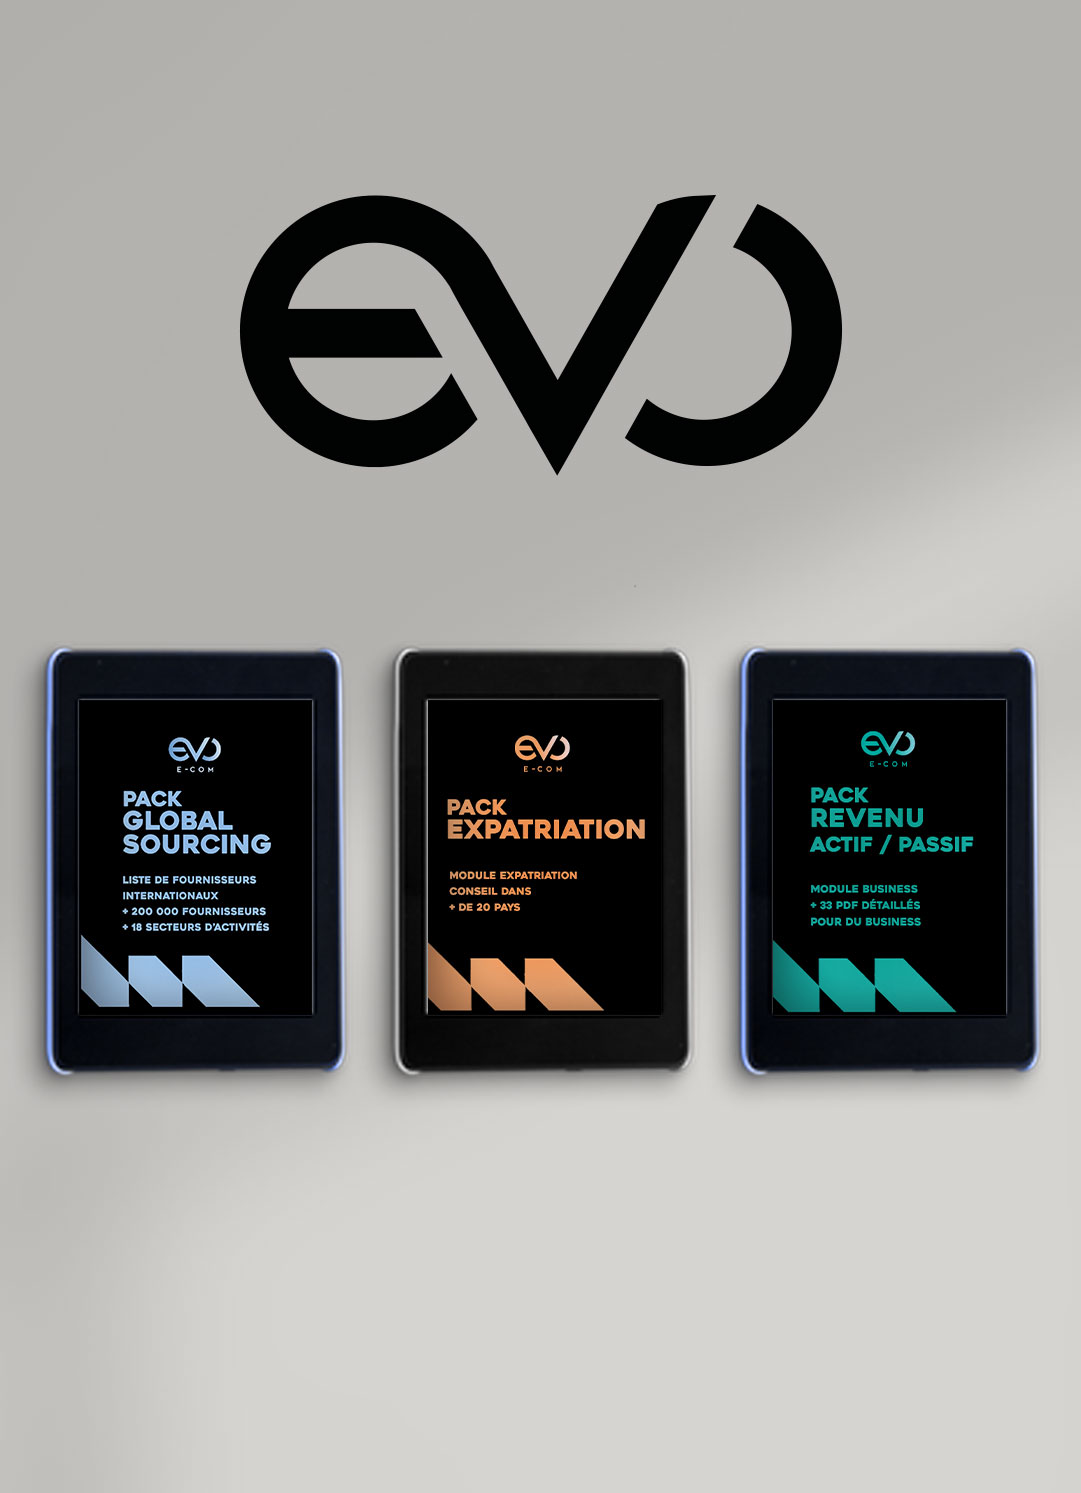 evo
evo
E-COM
PACK
GLOBAL
SOURCING
LISTE DE FOURNISSEURS
INTERNATIONAUX
+ 200 000 FOURNISSEURS
+ 18 SECTEURS D'ACTIVITÉS
evo
E-COM
PACK
EXPATRIATION
MODULE EXPATRIATION
CONSEIL DANS
+ DE 20 PAYS
evo
E-COM
PACK
REVENU
ACTIF / PASSIF
MODULE BUSINESS
+ 33 PDF DÉTAILLÉS
POUR DU BUSINESS